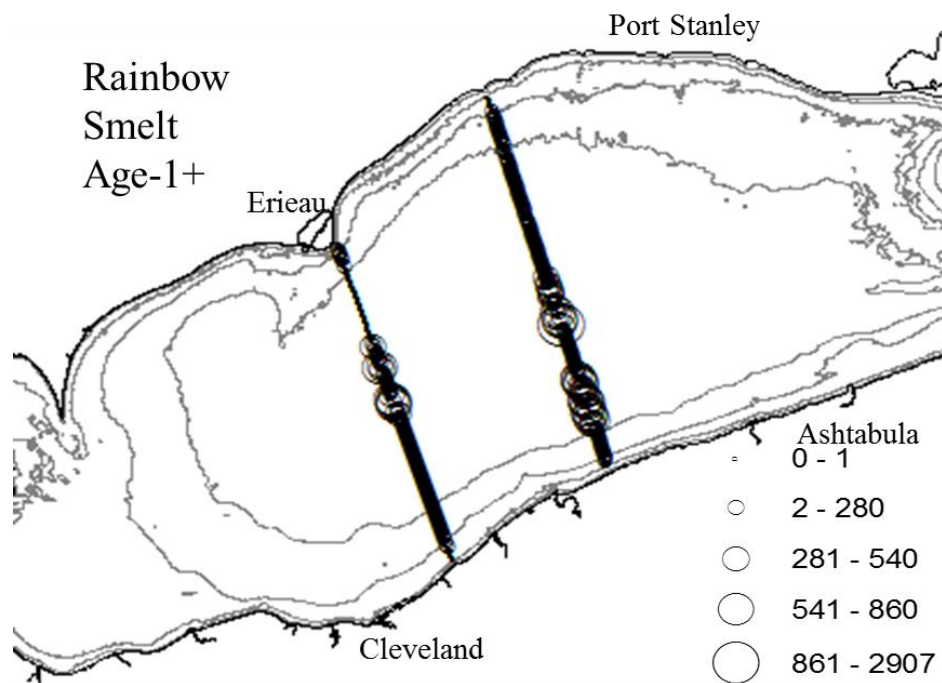 Port Stanley
Rainbow
Smelt
Age-1+
Erieau
Ashtabula
0 - 1
2 - 280
281 - 540
541 - 860
861 - 2907
Cleveland